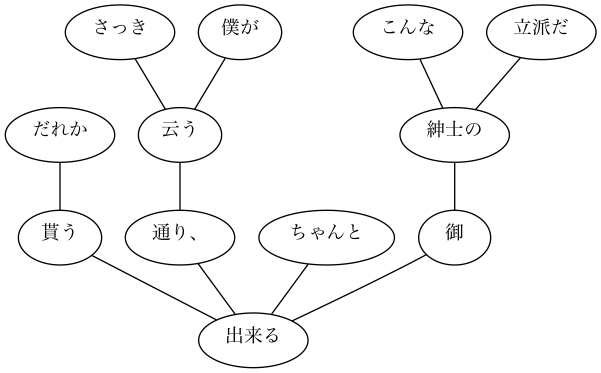 さっき 僕が こんな 立派だ
だれか 云う 紳士の
貰う 通り、 ちゃんと 御
出来る